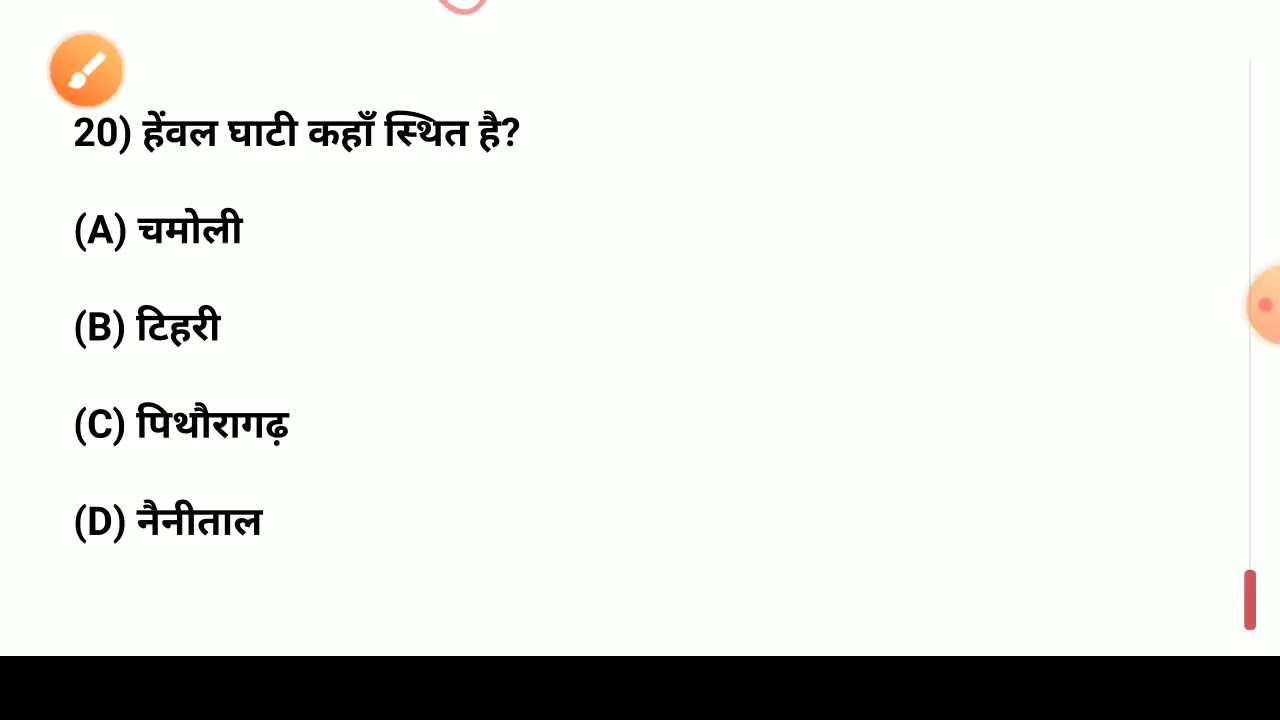 20) हेंवल घाटी कहाँ स्थित है?
(A) चमोली
(B) टिहरी
(C) पिथौरागढ़
(D) नैनीताल